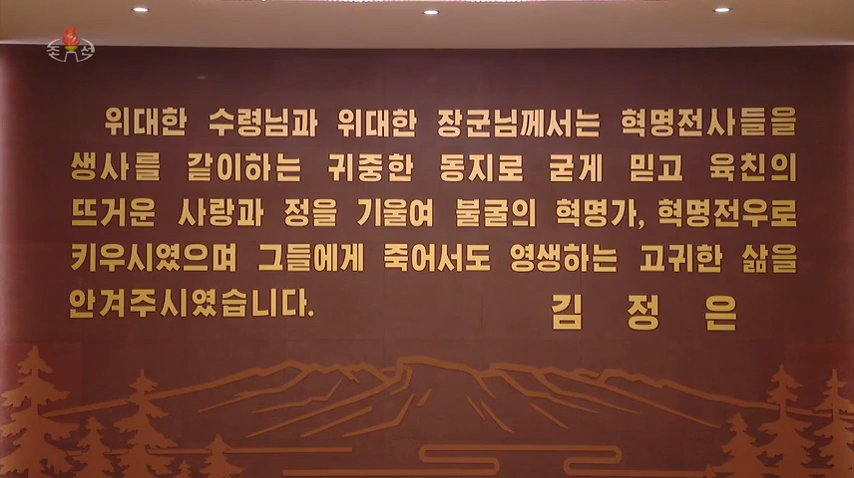 조선
위대한 수령님과 위대한 장군님께서는 혁명전사들을
생사를 같이하는 귀중한 동지로 굳게 믿고 육친의
뜨거운 사랑과 정을 기울여 불굴의 혁명가, 혁명전우로
키우시였으며 그들에게 죽어서도 영생하는 고귀한 삶을
안겨주시였습니다.
김 정 은